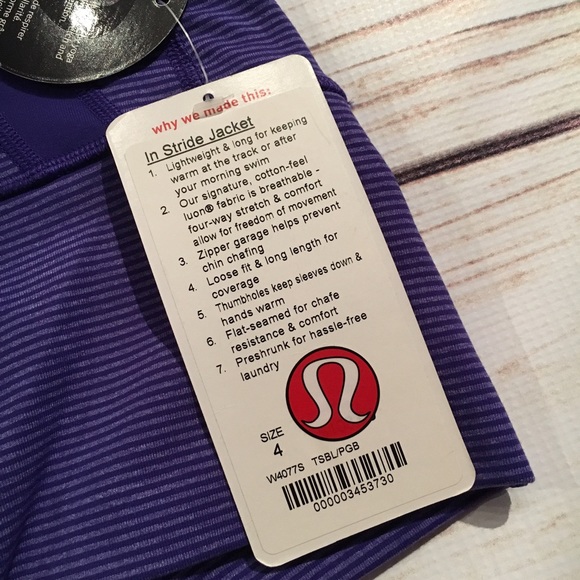 de respirer
why we made this:
In Stride Jacket
1. Lightweight & long for keeping
warm at the track or after
your morning swim
2. Our signature, cotton-feel
luon® fabric is breathable -
four-way stretch & comfort
allow for freedom of movement
3. Zipper garage helps prevent
chin chafing
4. Loose fit & long length for
coverage
5. Thumbholes keep sleeves down &
hands warm
6. Flat-seamed for chafe
resistance & comfort
7. Preshrunk for hassle-free
laundry
SIZE
4
W4077S TSBL/PGB
000003453730